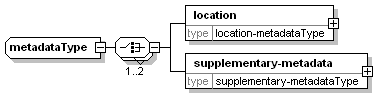 metadataType
1..2
location
type location-metadataType
supplementary-metadata
type supplementary-metadataType